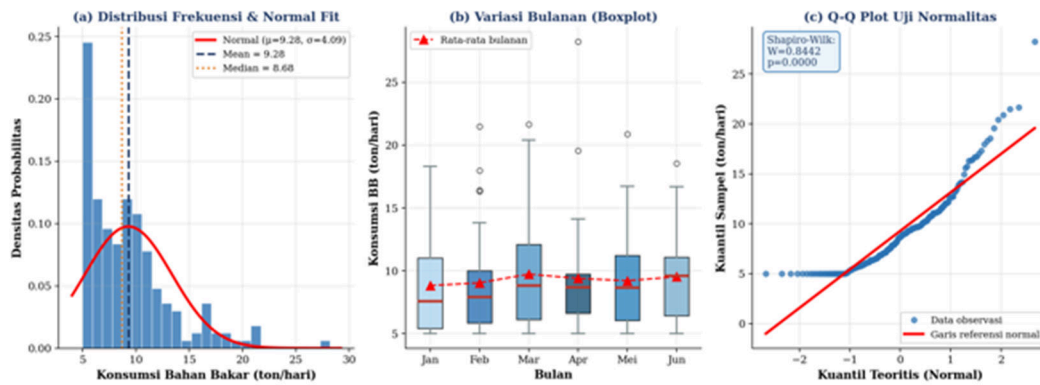 (a) Distribusi Frekuensi & Normal Fit
Densitas Probabilitas
0.25
0.20
0.15
0.10
0.05
0.00
Normal (μ=9.28, σ=4.09)
Mean = 9.28
Median = 8.68
5
10
15
20
25
30
Konsumsi Bahan Bakar (ton/hari)
(b) Variasi Bulanan (Boxplot)
Konsumsi BB (ton/hari)
Rata-rata bulanan
25
20
15
10
5
Jan
Feb
Mar
Apr
Mei
Jun
Bulan
(c) Q-Q Plot Uji Normalitas
Kuantil Sampel (ton/hari)
Shapiro-Wilk:
W=0.8442
p=0.0000
25
20
15
10
5
0
Data observasi
Garis referensi normal
−2
−1
0
1
2
Kuantil Teoritis (Normal)